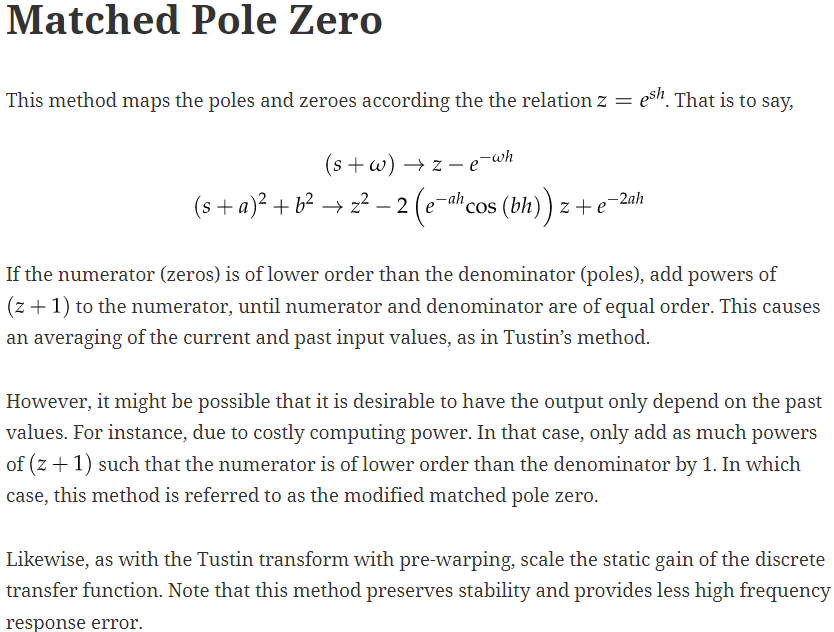 Matched Pole Zero
This method maps the poles and zeroes according the the relation z = e^{sh}. That is to say,
(s + ω) → z − e^{−ωh}
(s + a)² + b² → z² − 2 (e^{−ah} cos (bh)) z + e^{−2ah}
If the numerator (zeros) is of lower order than the denominator (poles), add powers of
(z + 1) to the numerator, until numerator and denominator are of equal order. This causes
an averaging of the current and past input values, as in Tustin’s method.
However, it might be possible that it is desirable to have the output only depend on the past
values. For instance, due to costly computing power. In that case, only add as much powers
of (z + 1) such that the numerator is of lower order than the denominator by 1. In which
case, this method is referred to as the modified matched pole zero.
Likewise, as with the Tustin transform with pre-warping, scale the static gain of the discrete
transfer function. Note that this method preserves stability and provides less high frequency
response error.